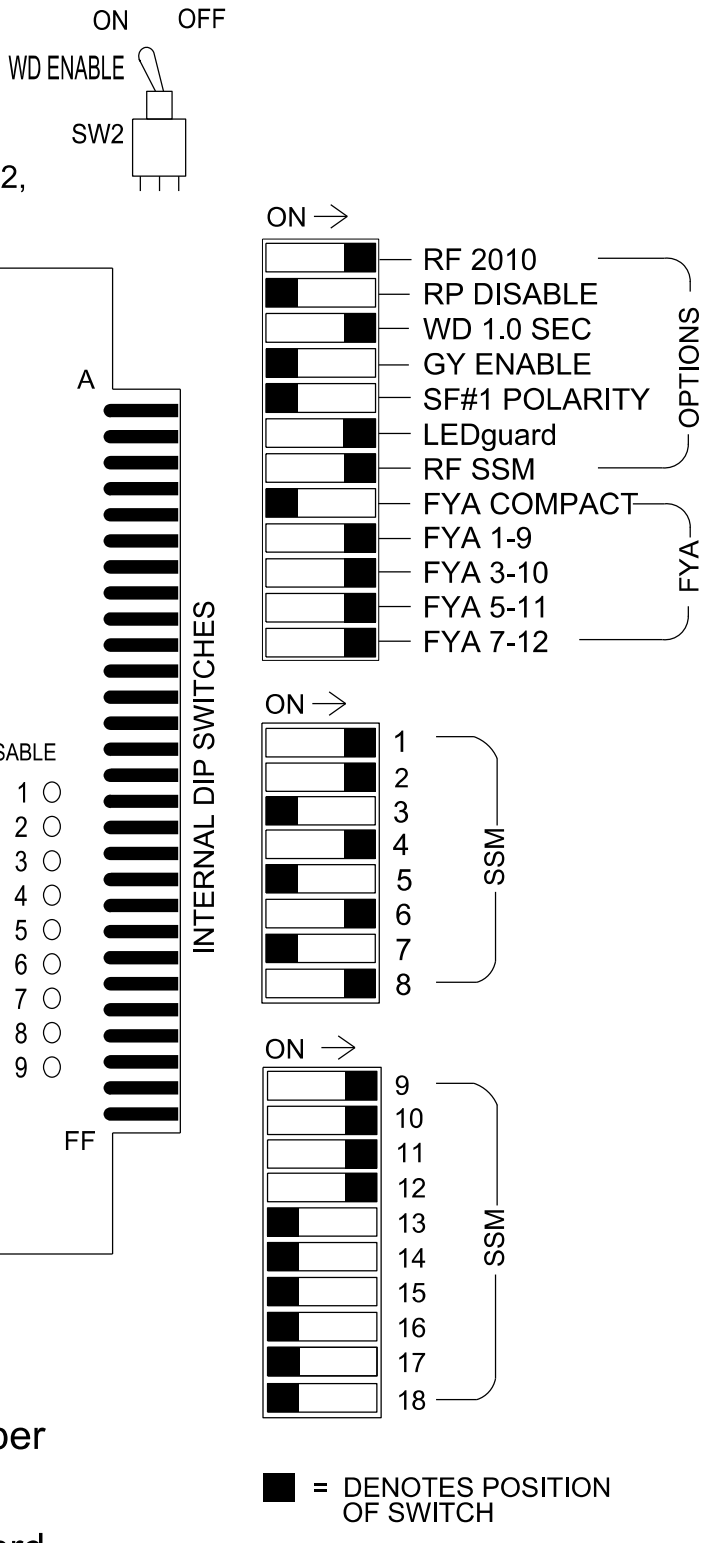 ON OFF
WD ENABLE
SW2
2,
ON →
RF 2010
RP DISABLE
WD 1.0 SEC
GY ENABLE
SF#1 POLARITY
LEDguard
RF SSM
OPTIONS
FYA COMPACT
FYA 1-9
FYA 3-10
FYA 5-11
FYA 7-12
FYA
A
FF
INTERNAL DIP SWITCHES
SABLE
1
2
3
4
5
6
7
8
9
ON →
1
2
3
4
5
6
7
8
SSM
ON →
9
10
11
12
13
14
15
16
17
18
SSM
ber
= DENOTES POSITION
OF SWITCH